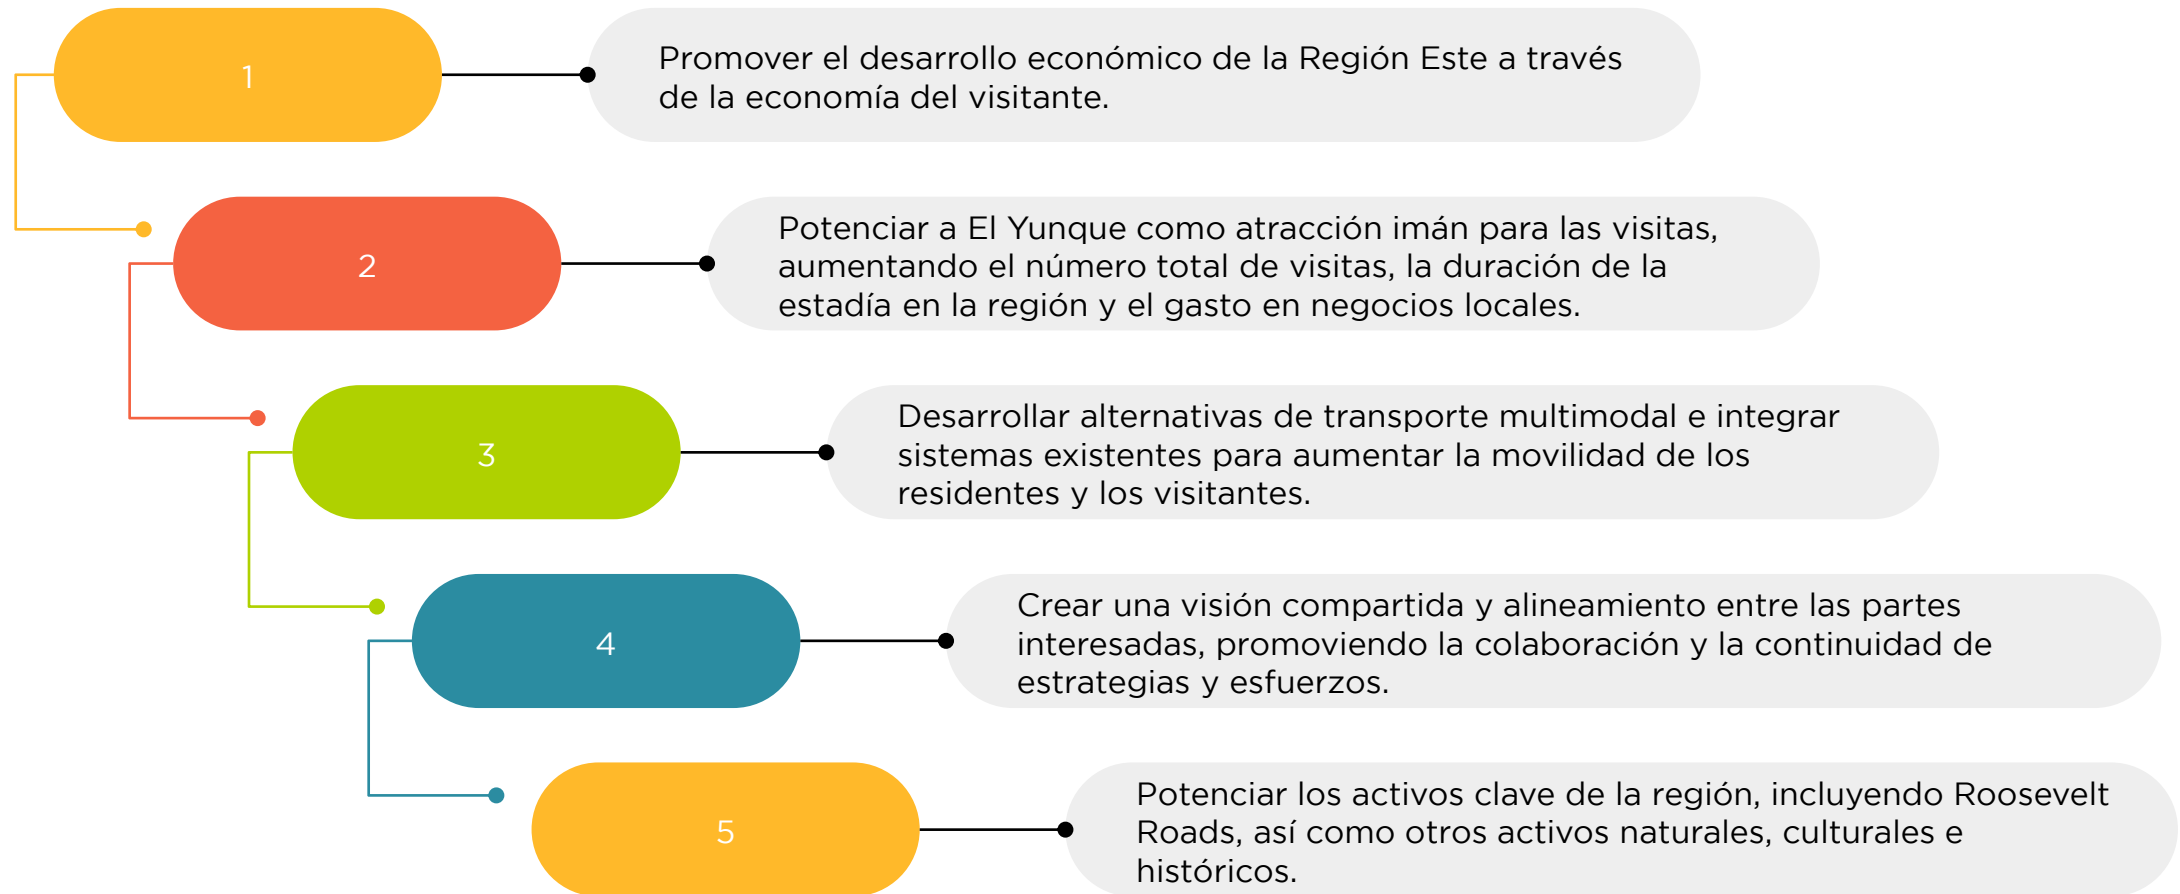 1
Promover el desarrollo económico de la Región Este a través
de la economía del visitante.
2
Potenciar a El Yunque como atracción imán para las visitas,
aumentando el número total de visitas, la duración de la
estadía en la región y el gasto en negocios locales.
3
Desarrollar alternativas de transporte multimodal e integrar
sistemas existentes para aumentar la movilidad de los
residentes y los visitantes.
4
Crear una visión compartida y alineamiento entre las partes
interesadas, promoviendo la colaboración y la continuidad de
estrategias y esfuerzos.
5
Potenciar los activos clave de la región, incluyendo Roosevelt
Roads, así como otros activos naturales, culturales e
históricos.